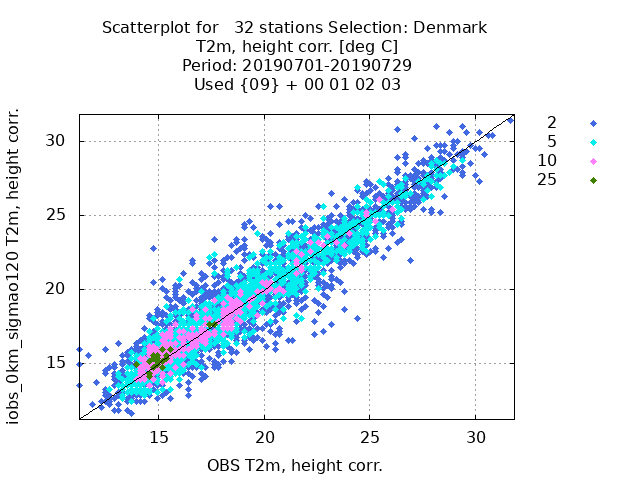 Scatterplot for   32 stations Selection: Denmark
T2m, height corr. [deg C]
Period: 20190701-20190729
Used {09} + 00 01 02 03
iobs_0km_sigmao120 T2m, height corr.
30
25
20
15
15 20 25 30
OBS T2m, height corr.
2
5
10
25